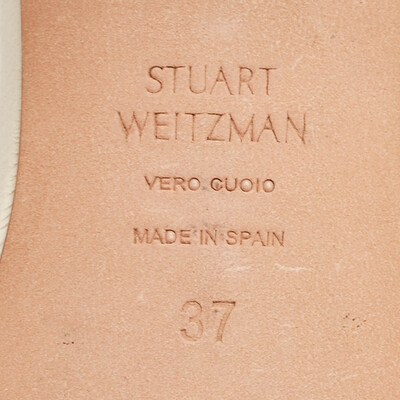 STUART
WEITZMAN
VERO CUOIO
MADE IN SPAIN
37